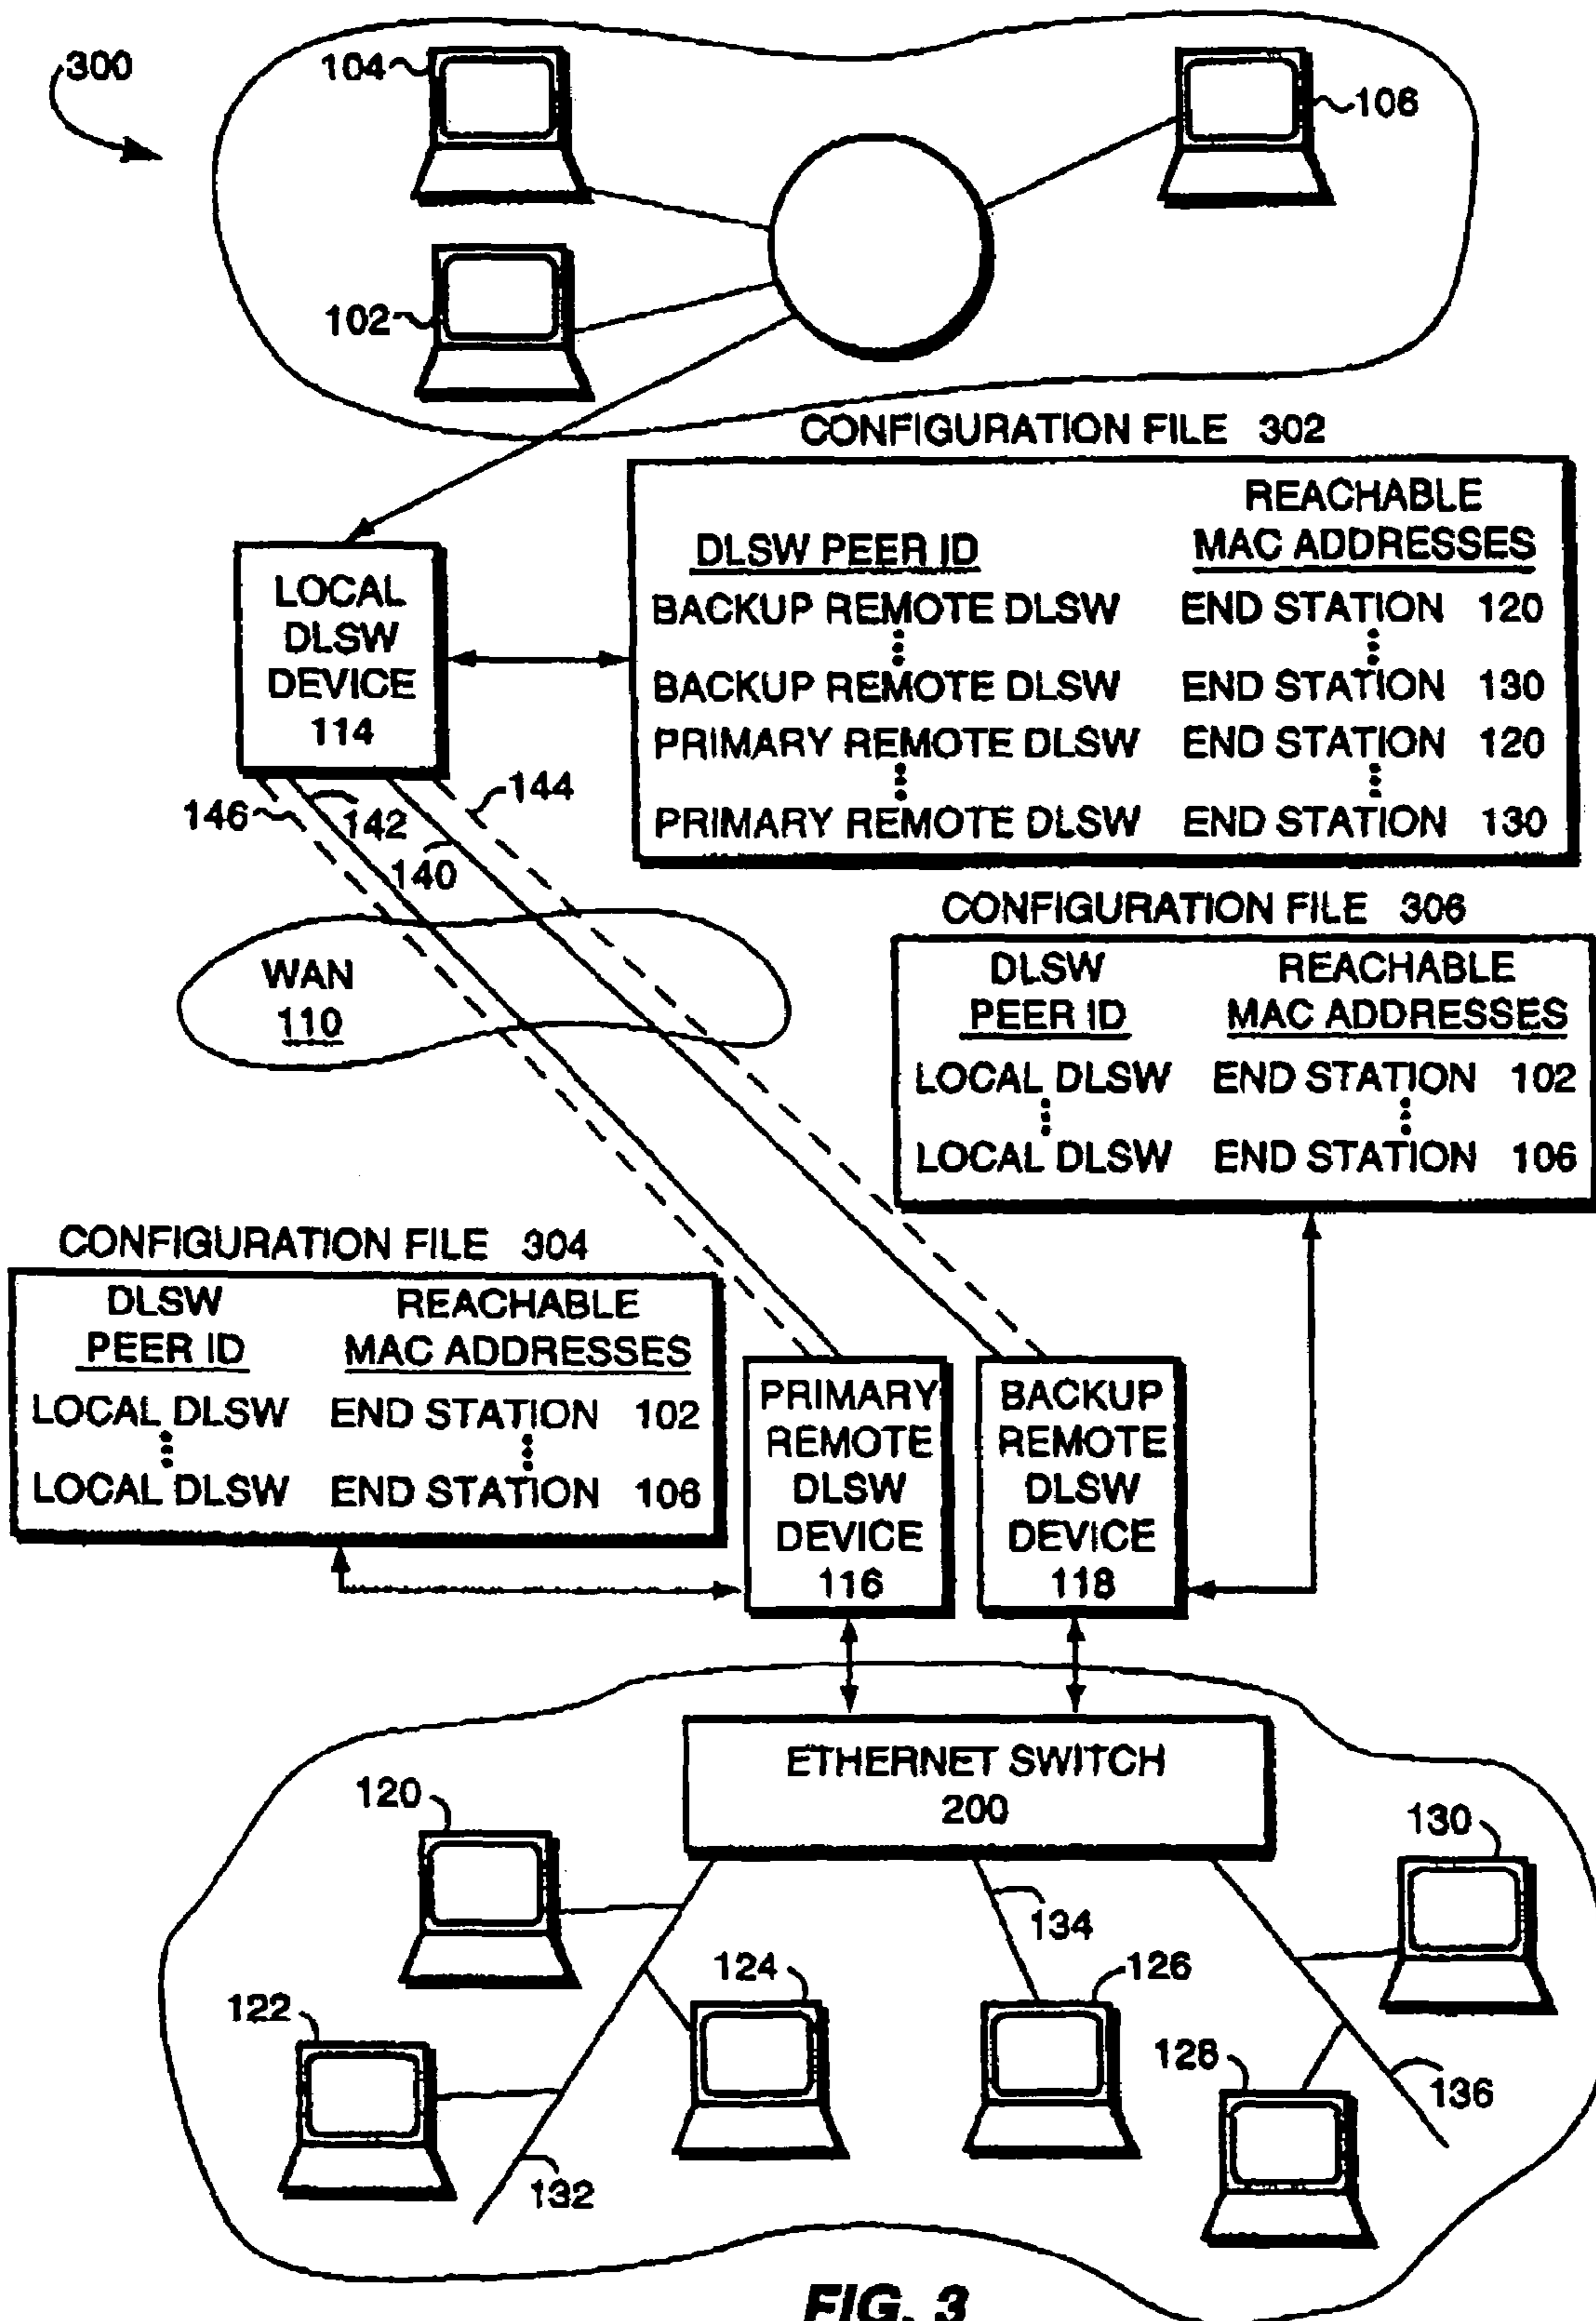 300
104
106
102
CONFIGURATION FILE 302
DLSW PEER ID REACHABLE MAC ADDRESSES
BACKUP REMOTE DLSW END STATION 120
BACKUP REMOTE DLSW END STATION 130
PRIMARY REMOTE DLSW END STATION 120
PRIMARY REMOTE DLSW END STATION 130
LOCAL
DLSW
DEVICE
114
146
142
140
144
WAN
110
CONFIGURATION FILE 306
DLSW REACHABLE
PEER ID MAC ADDRESSES
LOCAL DLSW END STATION 102
LOCAL DLSW END STATION 106
CONFIGURATION FILE 304
DLSW REACHABLE
PEER ID MAC ADDRESSES
LOCAL DLSW END STATION 102
LOCAL DLSW END STATION 106
PRIMARY
REMOTE
DLSW
DEVICE
116
BACKUP
REMOTE
DLSW
DEVICE
118
ETHERNET SWITCH
200
120
130
134
124
126
122
128
136
132
FIG. 3